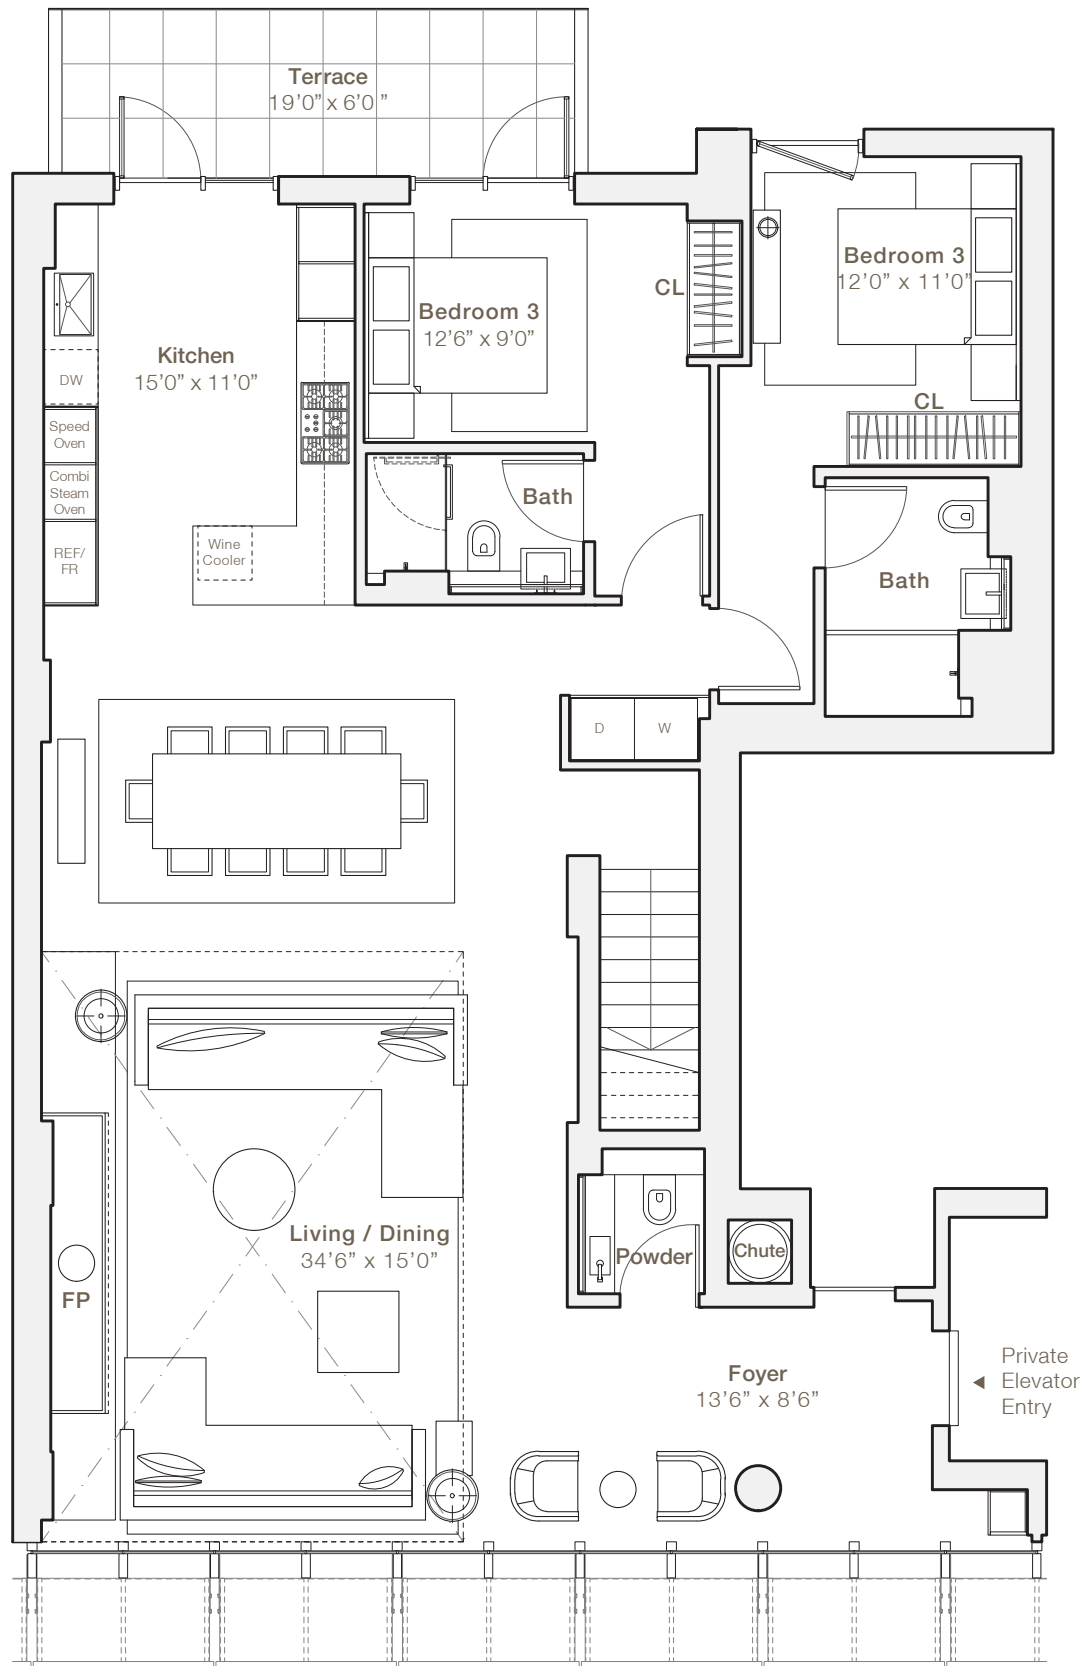 Terrace
19’0” x 6’0”
Bedroom 3
12’0” x 11’0”
CL
Bedroom 3
12’6” x 9’0”
Kitchen
15’0” x 11’0”
DW
CL
Speed
Oven
Combi
Steam
Oven
Bath
Wine
Cooler
REF/
FR
Bath
D
W
Living / Dining
34’6” x 15’0”
Powder
Chute
FP
Foyer
13’6” x 8’6”
Private
Elevator
Entry